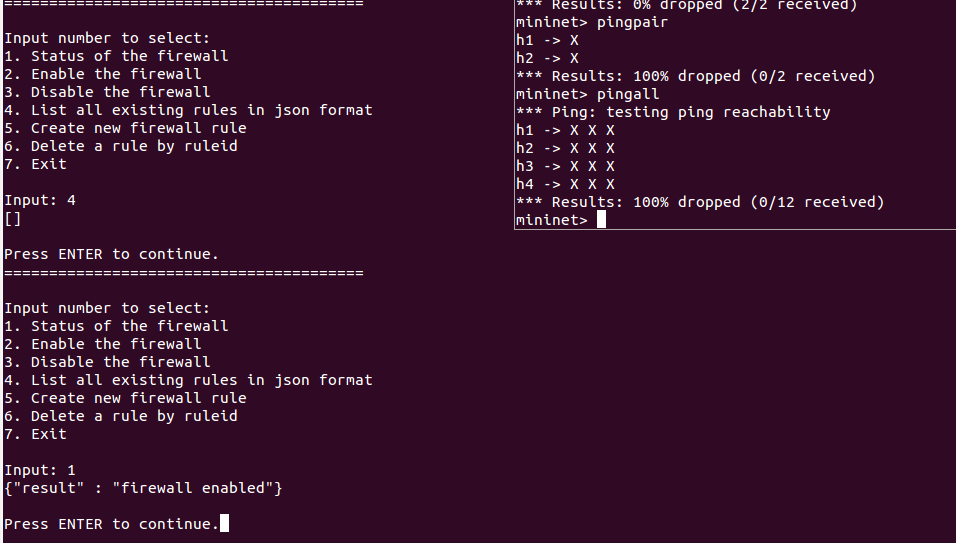 ========================================
Input number to select:
1. Status of the firewall
2. Enable the firewall
3. Disable the firewall
4. List all existing rules in json format
5. Create new firewall rule
6. Delete a rule by ruleid
7. Exit
Input: 4
[]
Press ENTER to continue.
========================================
Input number to select:
1. Status of the firewall
2. Enable the firewall
3. Disable the firewall
4. List all existing rules in json format
5. Create new firewall rule
6. Delete a rule by ruleid
7. Exit
Input: 1
{"result" : "firewall enabled"}
Press ENTER to continue.
*** Results: 0% dropped (2/2 received)
mininet> pingpair
h1 -> X
h2 -> X
*** Results: 100% dropped (0/2 received)
mininet> pingall
*** Ping: testing ping reachability
h1 -> X X X
h2 -> X X X
h3 -> X X X
h4 -> X X X
*** Results: 100% dropped (0/12 received)
mininet>